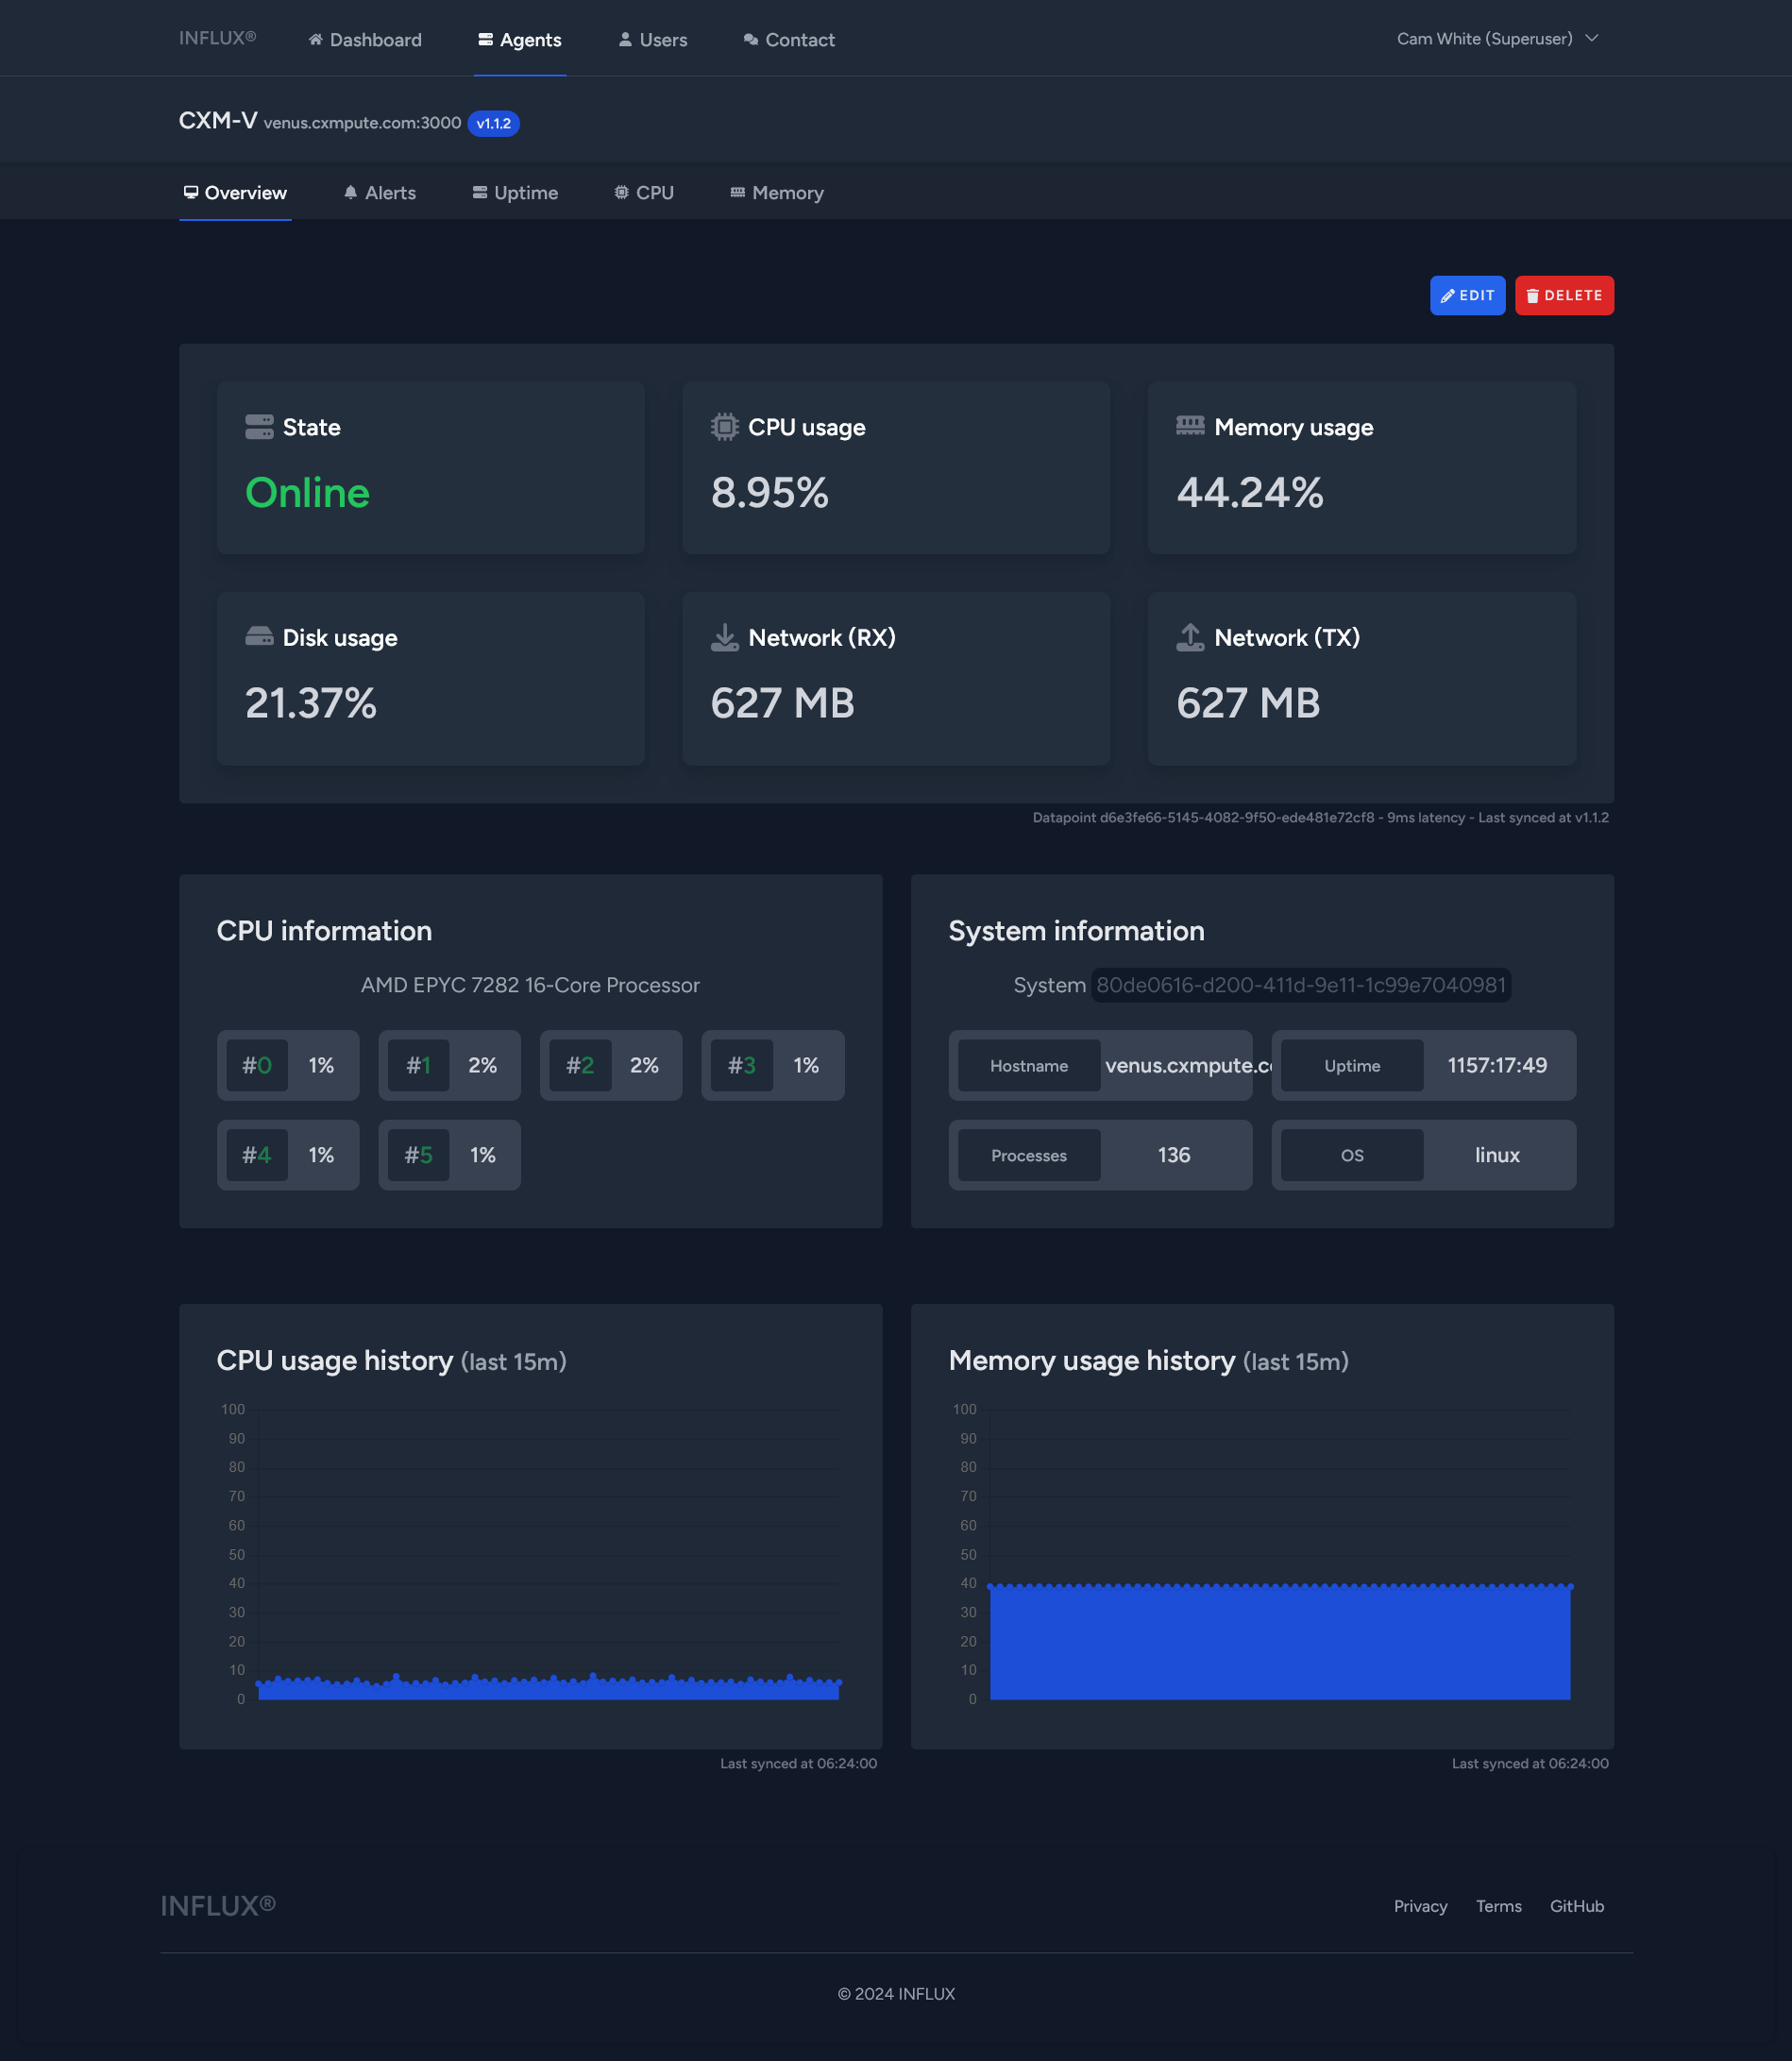 INFLUX® Dashboard Agents Users Contact Cam White (Superuser)
CXM-V venus.cxmpute.com:3000 v1.1.2
Overview Alerts Uptime CPU Memory
EDIT DELETE
State CPU usage Memory usage
Online 8.95% 44.24%
Disk usage Network (RX) Network (TX)
21.37% 627 MB 627 MB
Datapoint d6e3fe66-5145-4082-9f50-ede481e72cf8 - 9ms latency - Last synced at v1.1.2
CPU information
AMD EPYC 7282 16-Core Processor
#0 1% #1 2% #2 2% #3 1%
#4 1% #5 1%
System information
System 80de0616-d200-411d-9e11-1c99e7040981
Hostname venus.cxmpute.c Uptime 1157:17:49
Processes 136 OS linux
CPU usage history (last 15m)
100
90
80
70
60
50
40
30
20
10
0
Last synced at 06:24:00
Memory usage history (last 15m)
100
90
80
70
60
50
40
30
20
10
0
Last synced at 06:24:00
INFLUX® Privacy Terms GitHub
© 2024 INFLUX